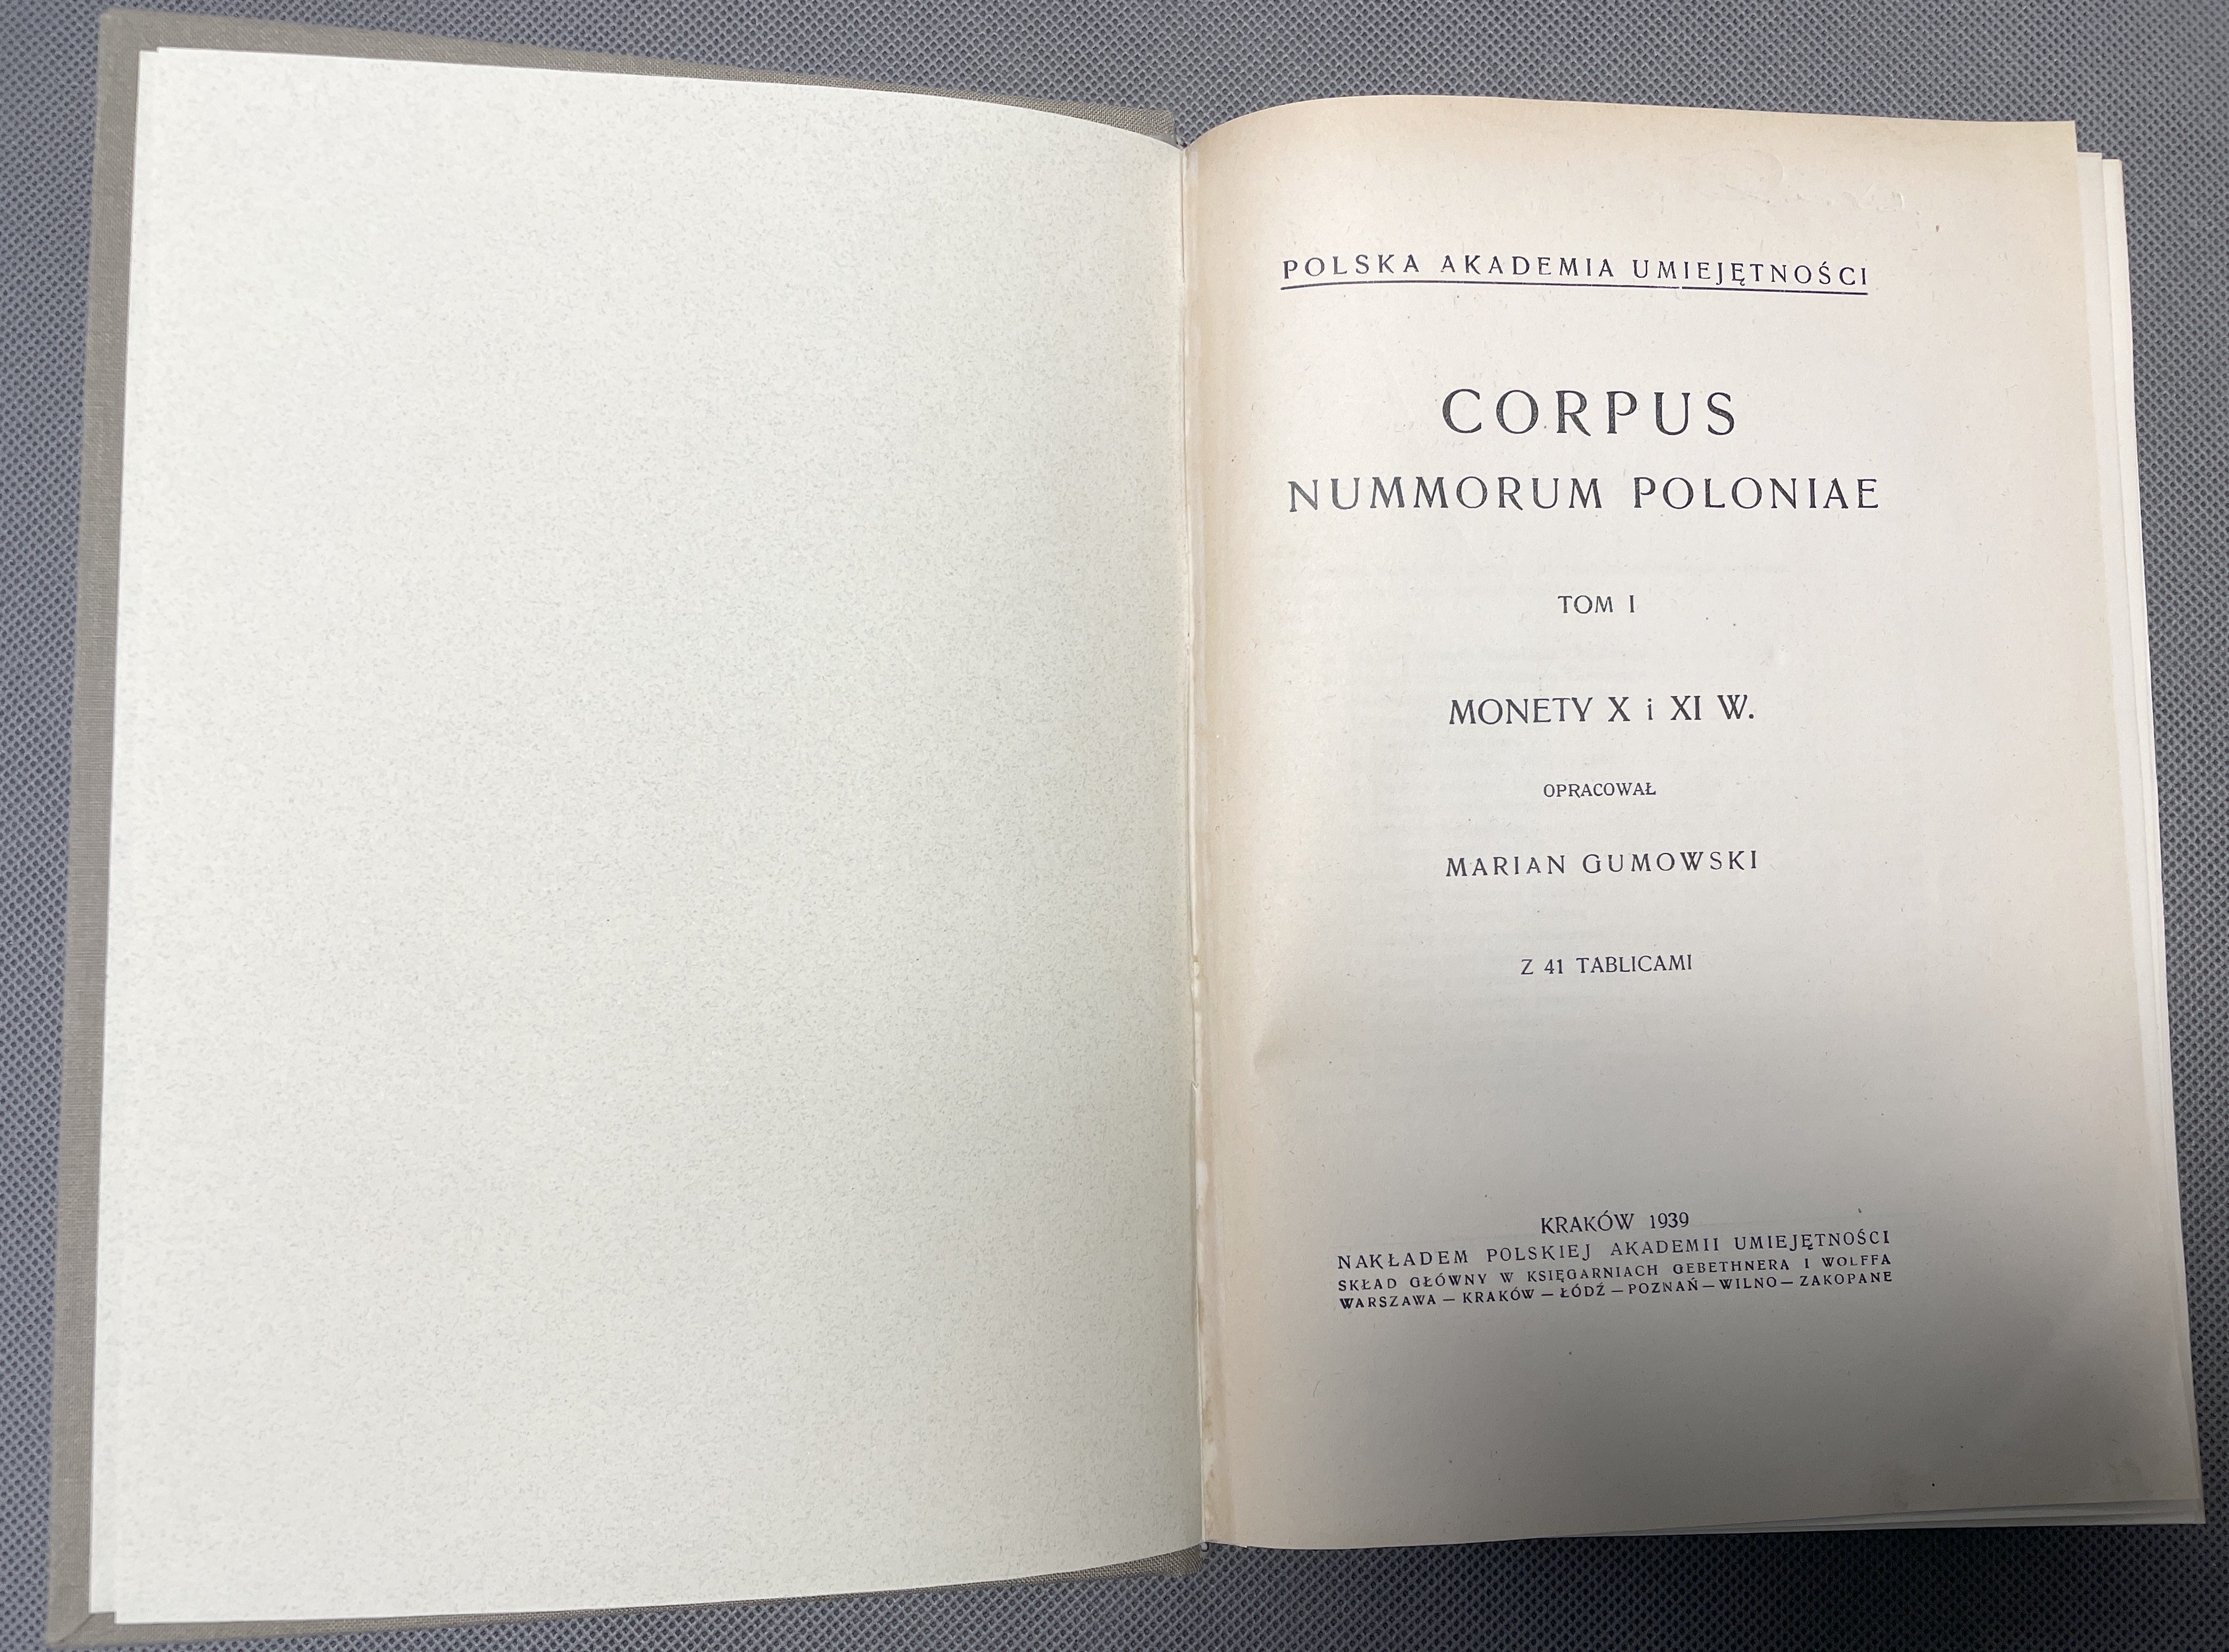 POLSKA AKADEMIA UMIEJĘTNOŚCI
CORPUS
NUMMORUM POLONIAE
TOM I
MONETY X i XI W.
OPRACOWAŁ
MARIAN GUMOWSKI
Z 41 TABLICAMI
KRAKÓW 1939
NAKŁADEM POLSKIEJ AKADEMII UMIEJĘTNOŚCI
SKŁAD GŁÓWNY W KSIĘGARNIACH GEBETHNERA I WOLFFA
WARSZAWA — KRAKÓW — ŁÓDŹ — POZNAŃ — WILNO — ZAKOPANE